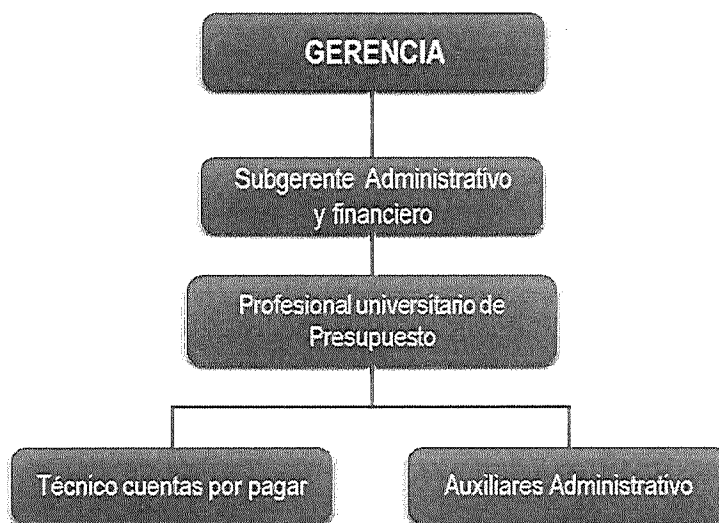 GERENCIA
Subgerente Administrativo
y financiero
Profesional universitario de
Presupuesto
Técnico cuentas por pagar
Auxiliares Administrativo